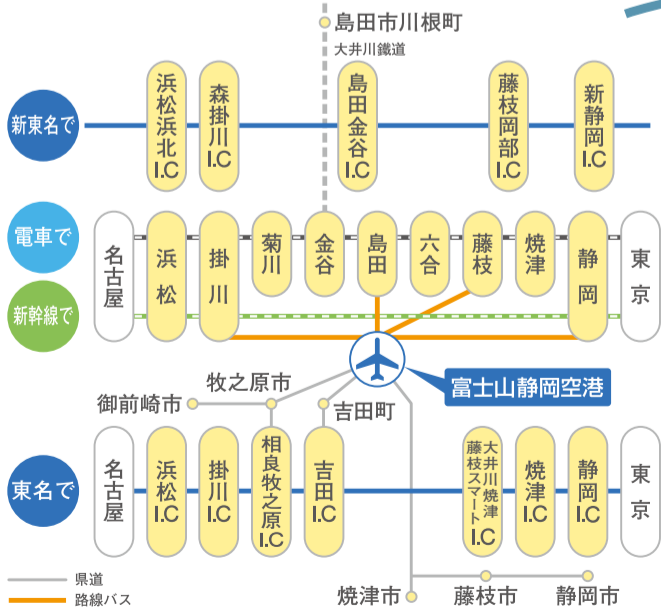 島田市川根町
大井川鐵道
新東名で
浜松浜北I.C
森掛川I.C
島田金谷I.C
藤枝岡部I.C
新静岡I.C
電車で
新幹線で
名古屋
浜松
掛川
菊川
金谷
島田
六合
藤枝
焼津
静岡
東京
富士山静岡空港
牧之原市
御前崎市
吉田町
東名で
名古屋
浜松I.C
掛川I.C
相良牧之原I.C
吉田I.C
大井川焼津
藤枝スマートI.C
焼津I.C
静岡I.C
東京
県道
路線バス
焼津市
藤枝市
静岡市